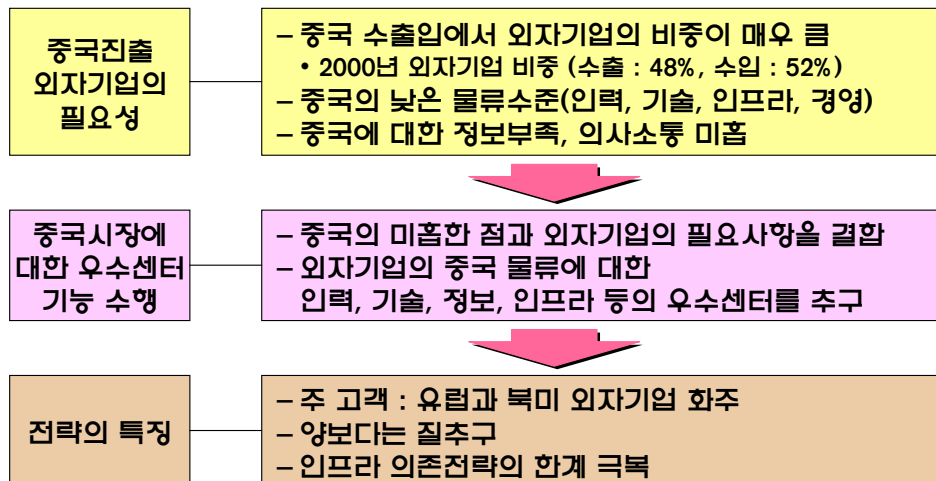 중국진출
외자기업의
필요성
– 중국 수출입에서 외자기업의 비중이 매우 큼
• 2000년 외자기업 비중 (수출 : 48%, 수입 : 52%)
– 중국의 낮은 물류수준(인력, 기술, 인프라, 경영)
– 중국에 대한 정보부족, 의사소통 미흡
중국시장에
대한 우수센터
기능 수행
– 중국의 미흡한 점과 외자기업의 필요사항을 결합
– 외자기업의 중국 물류에 대한
인력, 기술, 정보, 인프라 등의 우수센터를 추구
전략의 특징
– 주 고객 : 유럽과 북미 외자기업 화주
– 양보다는 질추구
– 인프라 의존전략의 한계 극복